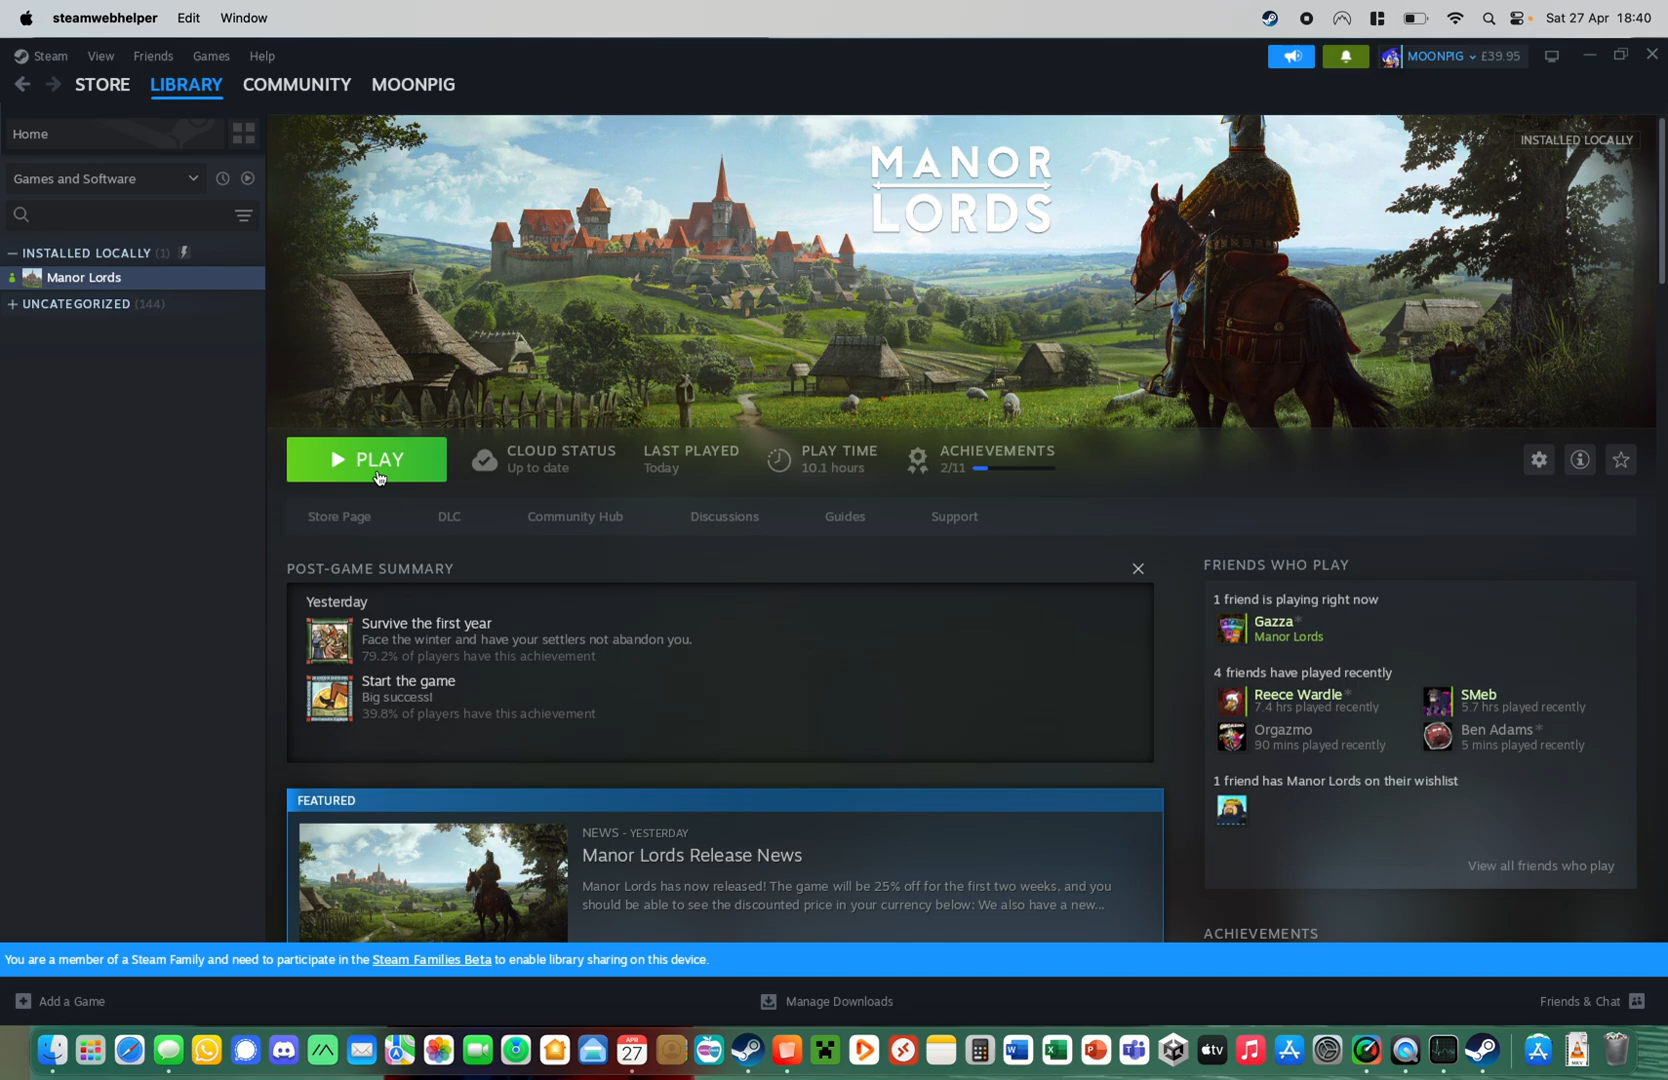 steamwebhelper Edit Window
Sat 27 Apr 18:40
Steam View Friends Games Help
MOONPIG £39.95
STORE LIBRARY COMMUNITY MOONPIG
Home
Games and Software
INSTALLED LOCALLY (1)
Manor Lords
UNCATEGORIZED (144)
INSTALLED LOCALLY
MANOR
LORDS
PLAY
CLOUD STATUS
Up to date
LAST PLAYED
Today
PLAY TIME
10.1 hours
ACHIEVEMENTS
2/11
Store Page DLC Community Hub Discussions Guides Support
POST-GAME SUMMARY
Yesterday
Survive the first year
Face the winter and have your settlers not abandon you.
79.2% of players have this achievement
Start the game
Big success!
39.8% of players have this achievement
FEATURED
NEWS - YESTERDAY
Manor Lords Release News
Manor Lords has now released! The game will be 25% off for the first two weeks, and you
should be able to see the discounted price in your currency below: We also have a new...
FRIENDS WHO PLAY
1 friend is playing right now
Gazza*
Manor Lords
4 friends have played recently
Reece Wardle*
7.4 hrs played recently
SMeb
5.7 hrs played recently
Orgazmo
90 mins played recently
Ben Adams*
5 mins played recently
1 friend has Manor Lords on their wishlist
View all friends who play
ACHIEVEMENTS
You are a member of a Steam Family and need to participate in the Steam Families Beta to enable library sharing on this device.
Add a Game
Manage Downloads
Friends & Chat
APR
27
tv